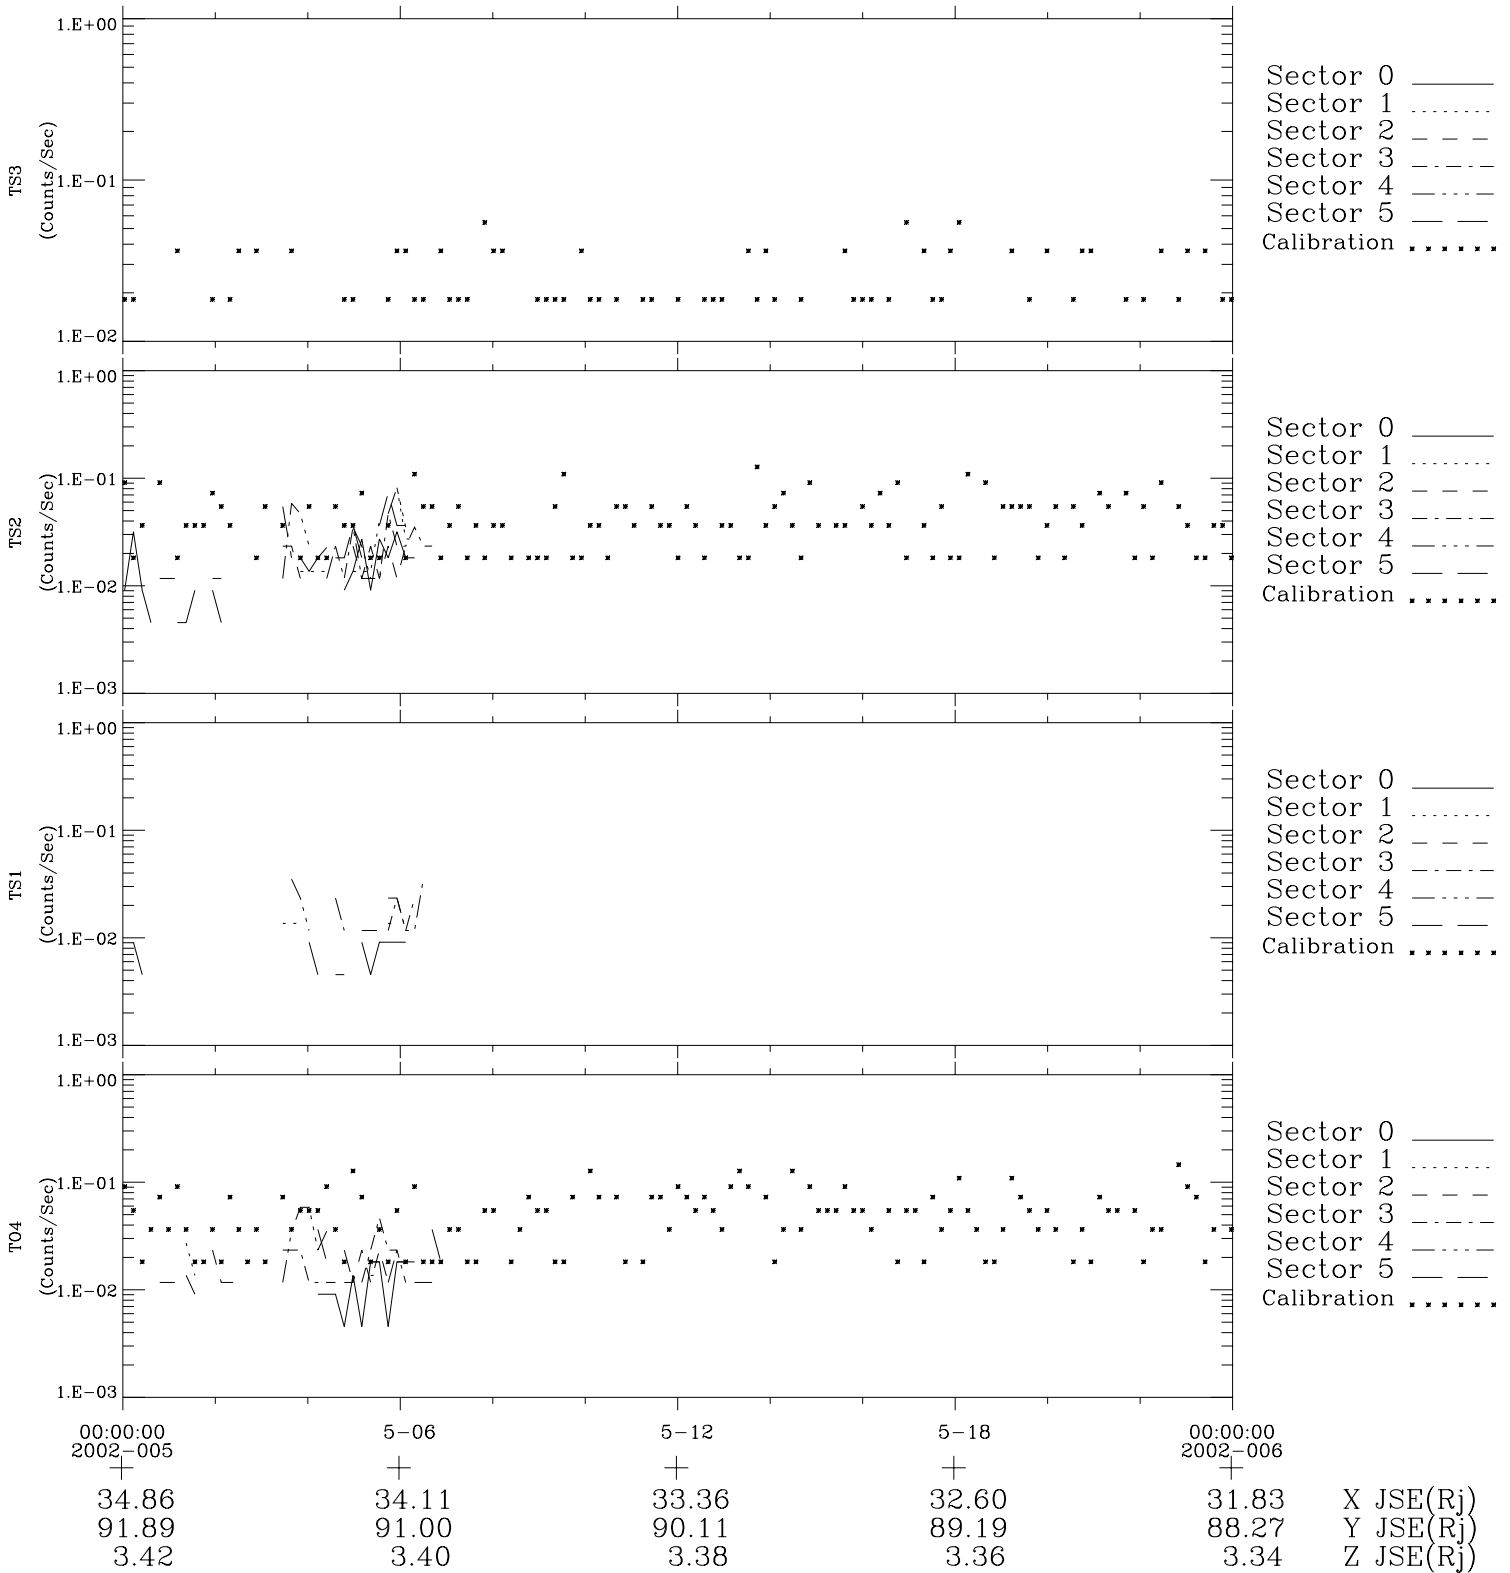 1.E+00
1.E-01
1.E-02
TS3
(Counts/Sec)
Sector 0
Sector 1
Sector 2
Sector 3
Sector 4
Sector 5
Calibration
1.E+00
1.E-01
1.E-02
1.E-03
TS2
(Counts/Sec)
Sector 0
Sector 1
Sector 2
Sector 3
Sector 4
Sector 5
Calibration
1.E+00
1.E-01
1.E-02
1.E-03
TS1
(Counts/Sec)
Sector 0
Sector 1
Sector 2
Sector 3
Sector 4
Sector 5
Calibration
1.E+00
1.E-01
1.E-02
1.E-03
T04
(Counts/Sec)
Sector 0
Sector 1
Sector 2
Sector 3
Sector 4
Sector 5
Calibration
00:00:00 5-06 5-12 5-18 00:00:00
2002-005 2002-006
34.86 34.11 33.36 32.60 31.83 X JSE(Rj)
91.89 91.00 90.11 89.19 88.27 Y JSE(Rj)
3.42 3.40 3.38 3.36 3.34 Z JSE(Rj)